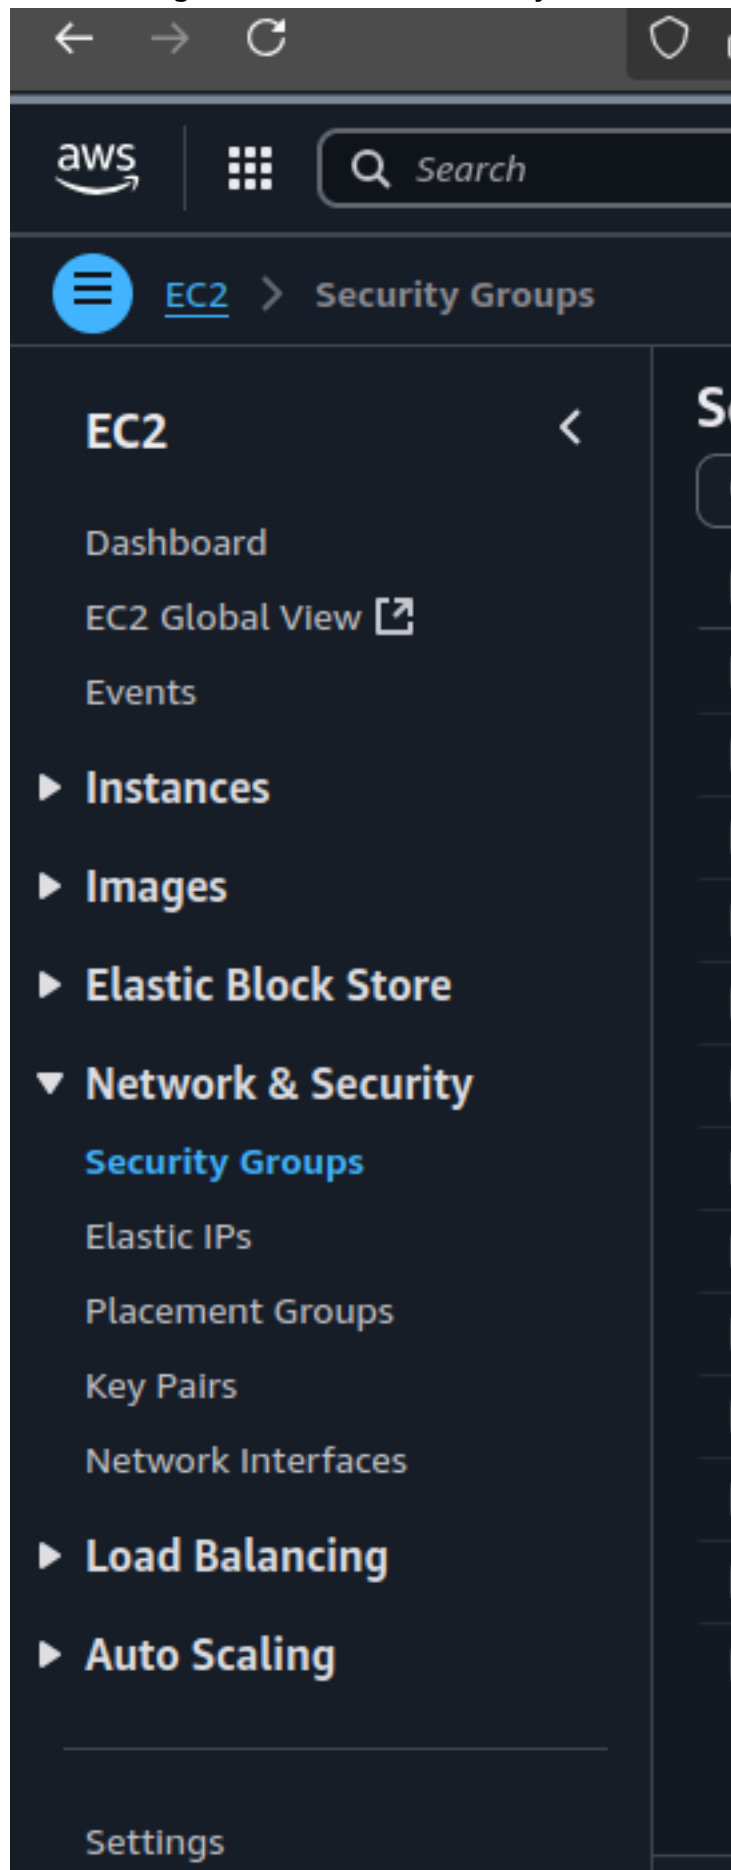 aws
Search
EC2 > Security Groups
EC2
Dashboard
EC2 Global View
Events
Instances
Images
Elastic Block Store
Network & Security
Security Groups
Elastic IPs
Placement Groups
Key Pairs
Network Interfaces
Load Balancing
Auto Scaling
Settings